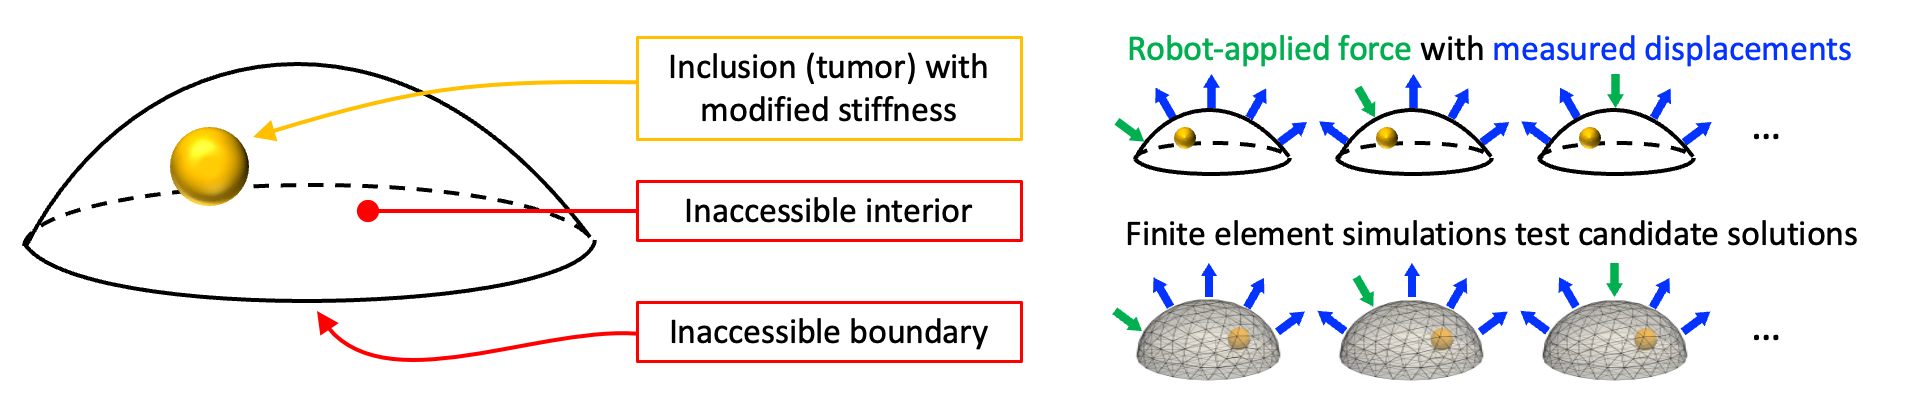 Inclusion (tumor) with
modified stiffness
Inaccessible interior
Inaccessible boundary
Robot-applied force with measured displacements
...
Finite element simulations test candidate solutions
...